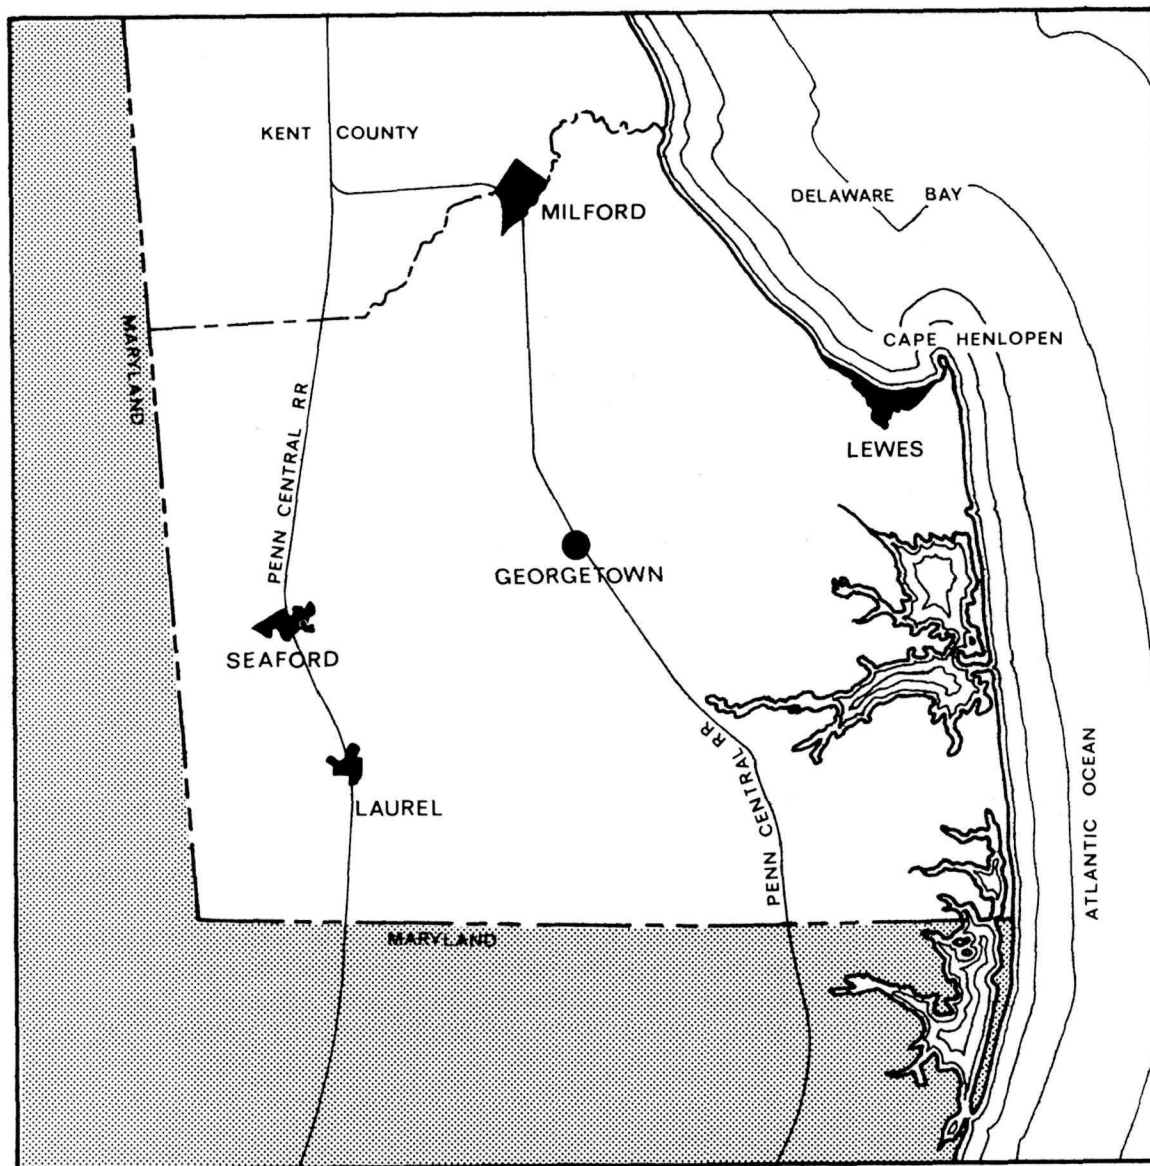 KENT COUNTY
MILFORD
DELAWARE BAY
MARYLAND
CAPE HENLOPEN
PENN CENTRAL RR
LEWES
GEORGETOWN
SEAFORD
PENN CENTRAL RR
LAUREL
ATLANTIC OCEAN
MARYLAND